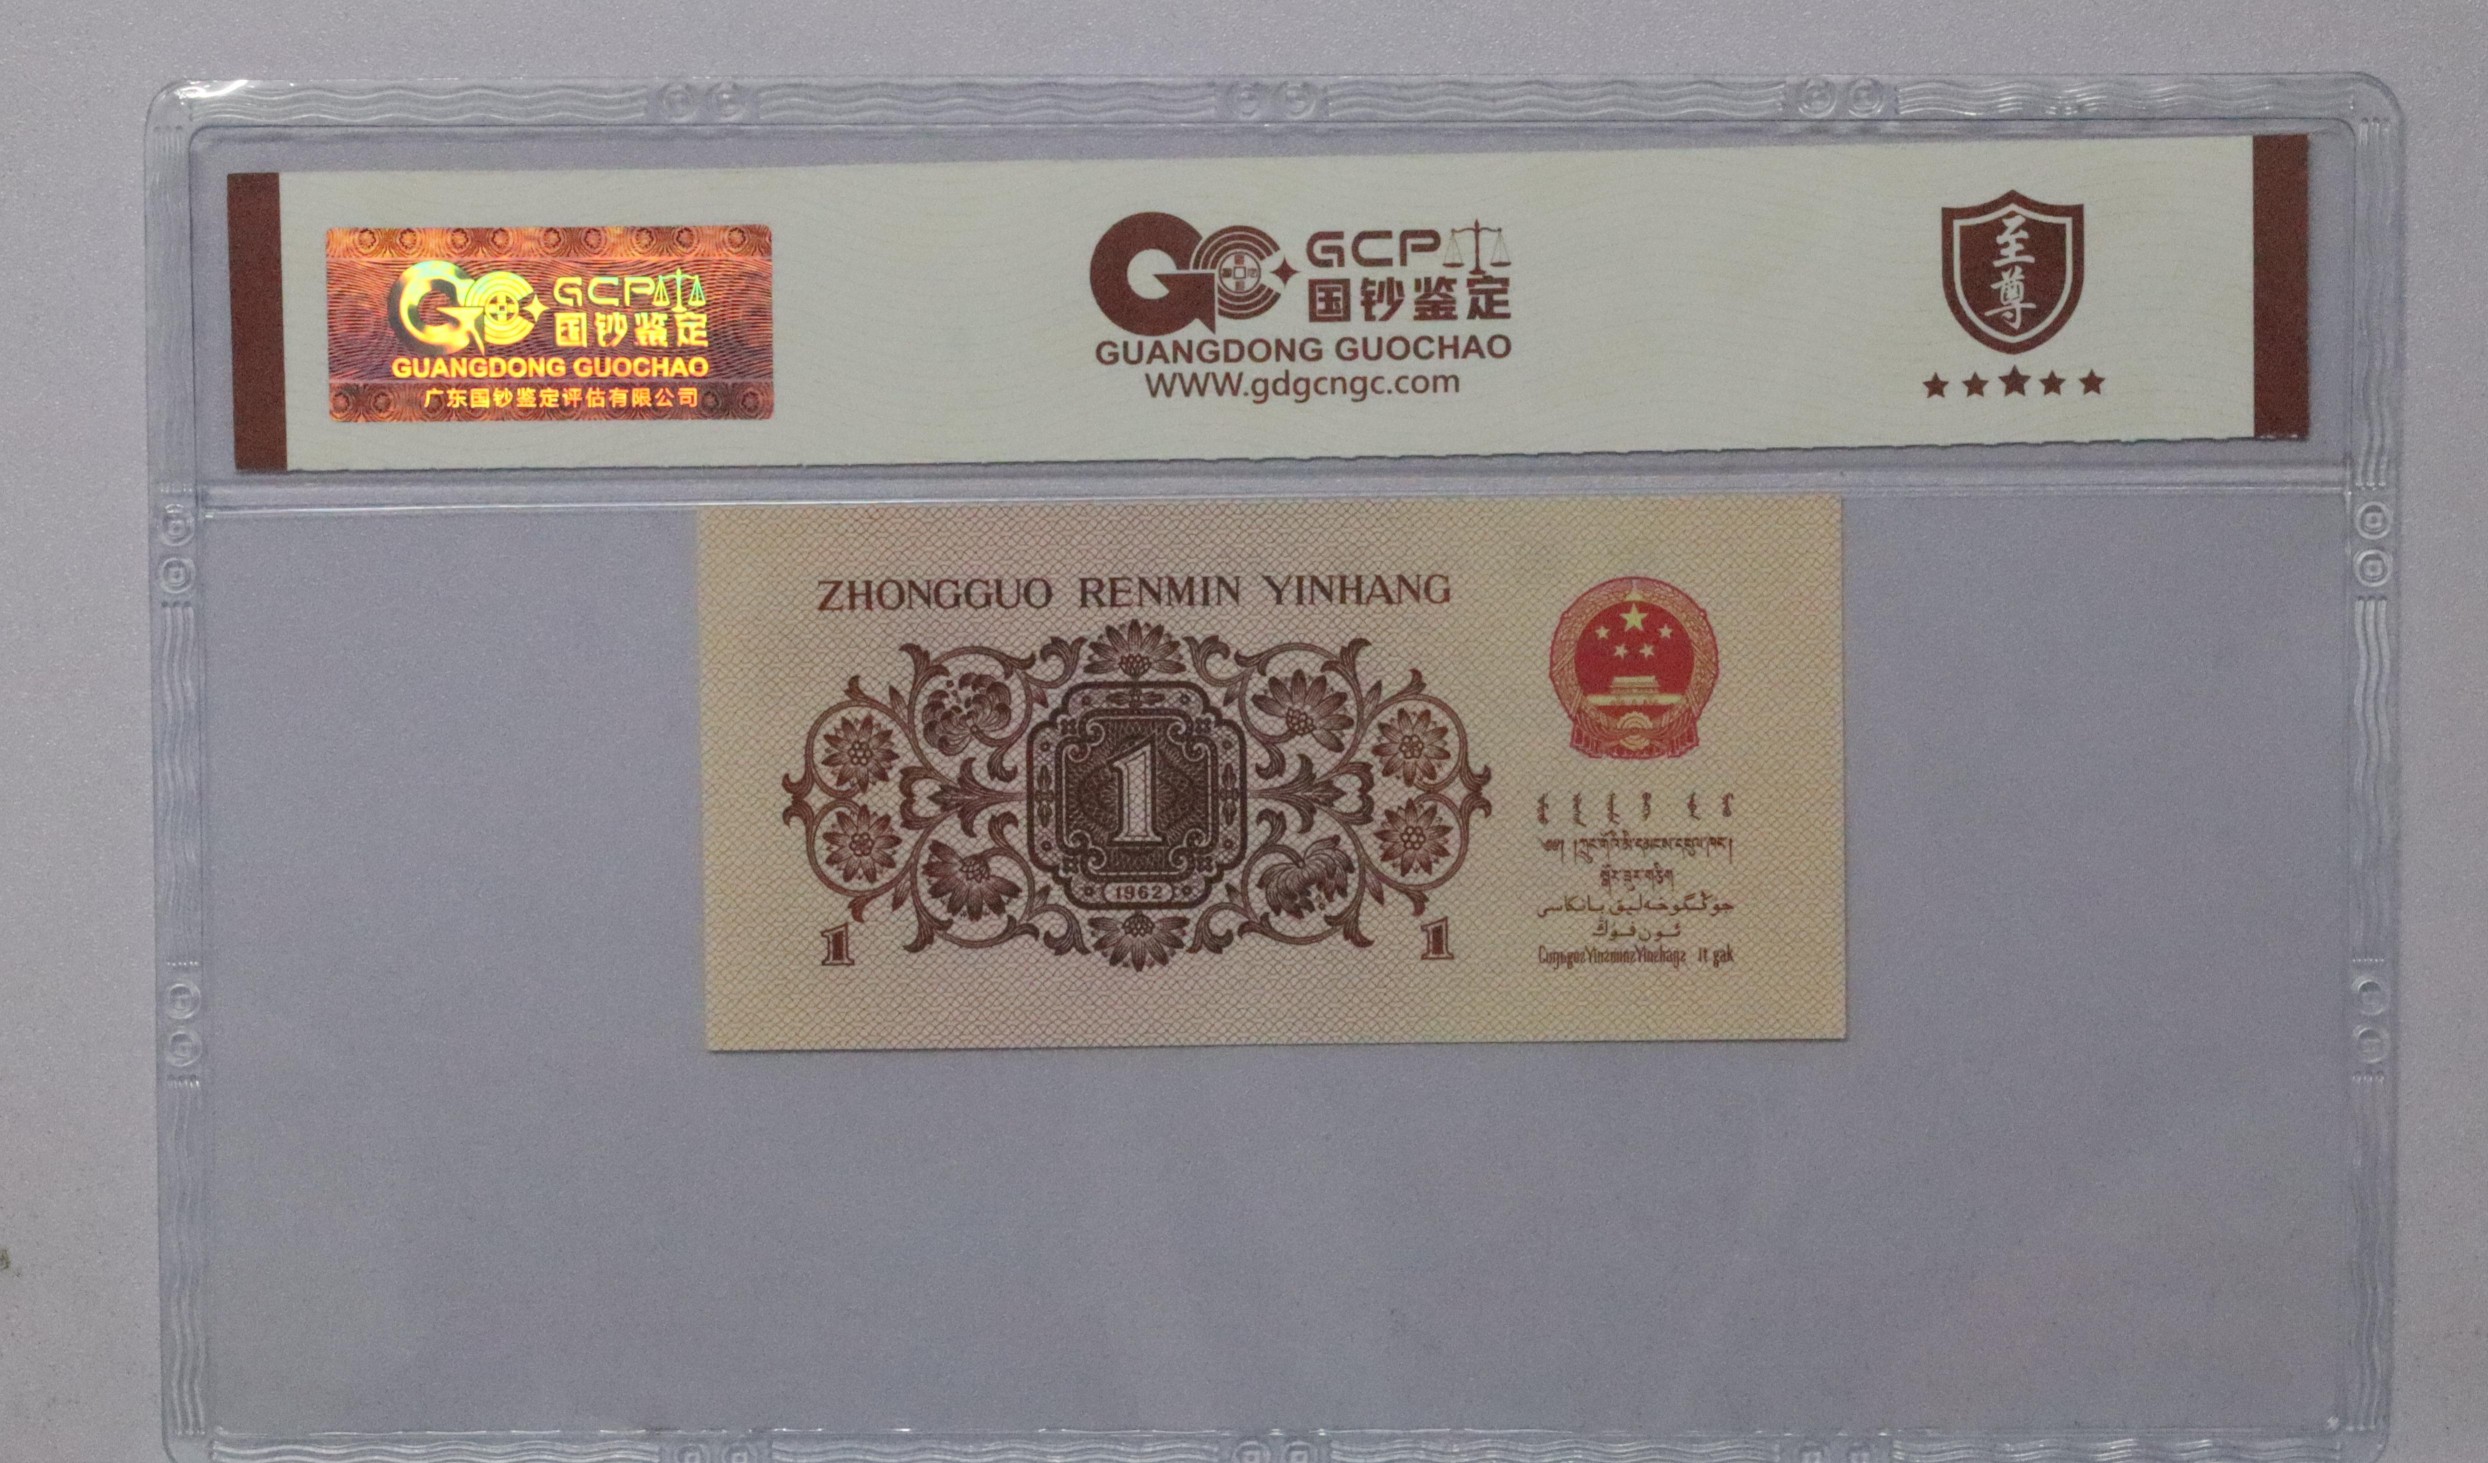 GCP
国钞鉴定
GUANGDONG GUOCHAO
广东国钞鉴定评估有限公司
GCP
国钞鉴定
GUANGDONG GUOCHAO
WWW.gdgcngc.com
至尊
ZHONGGUO RENMIN YINHANG
1
1962
1 1
جۇڭگوخەلىق بانكاسى